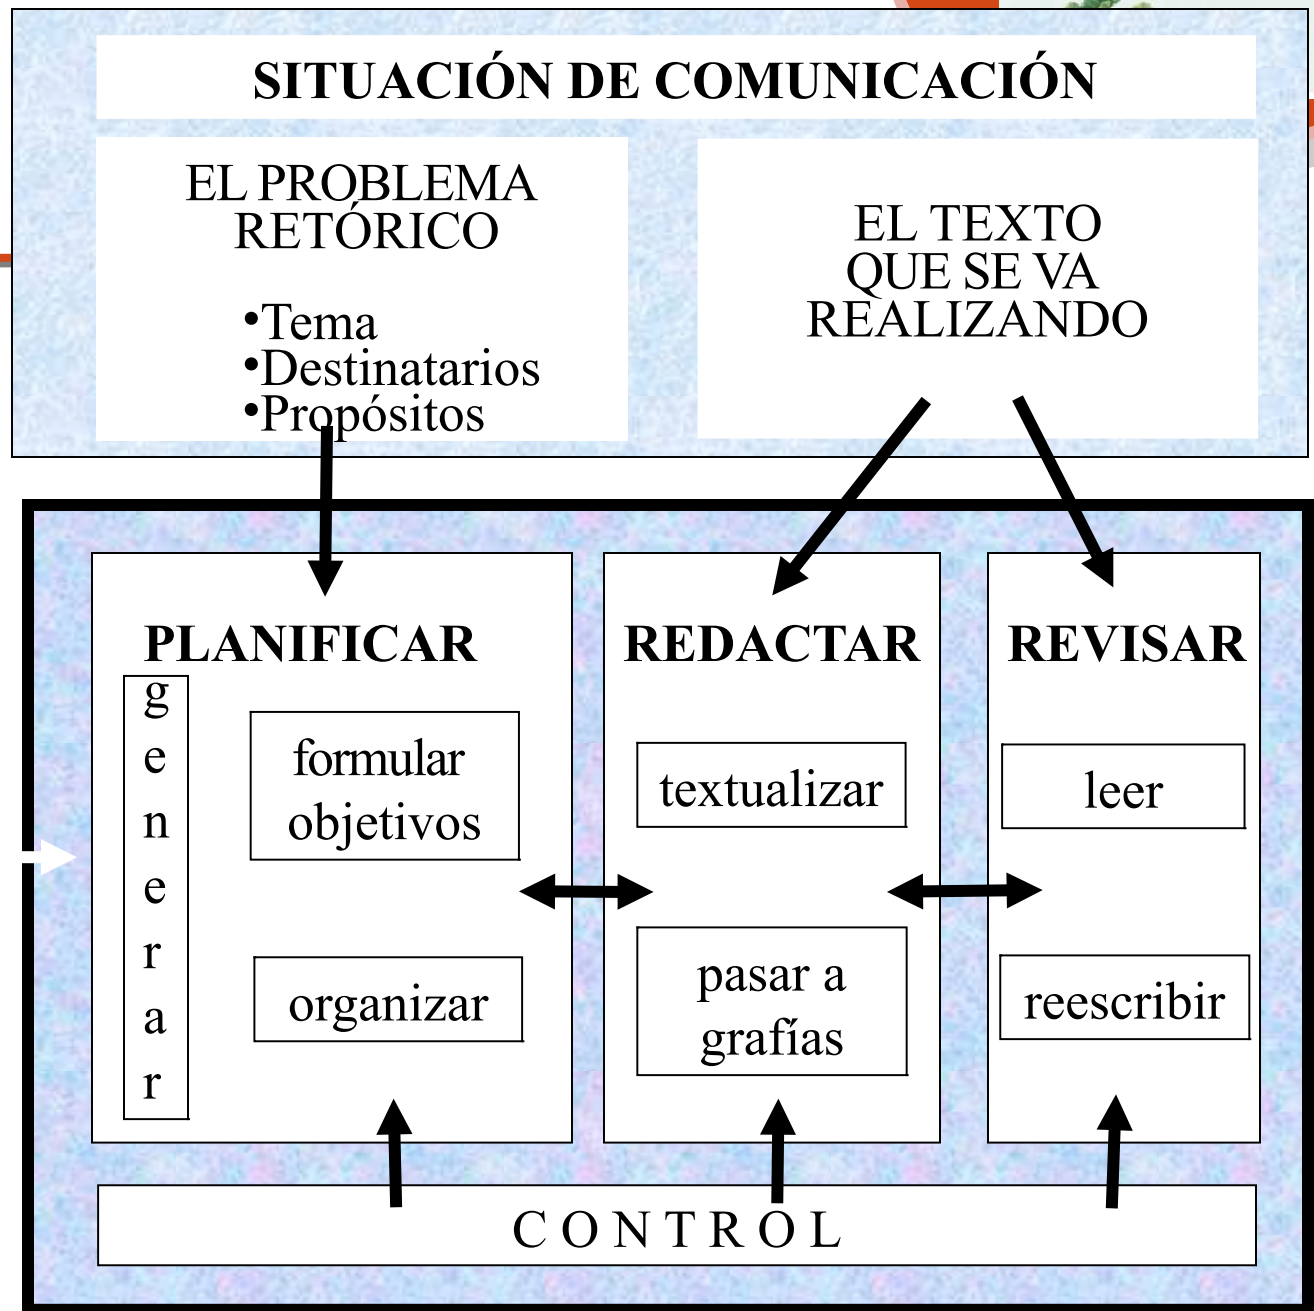 SITUACIÓN DE COMUNICACIÓN
EL PROBLEMA
RETÓRICO
•Tema
•Destinatarios
•Propósitos
EL TEXTO
QUE SE VA
REALIZANDO
PLANIFICAR
generar
formular
objetivos
organizar
REDACTAR
textualizar
pasar a
grafías
REVISAR
leer
reescribir
C O N T R O L